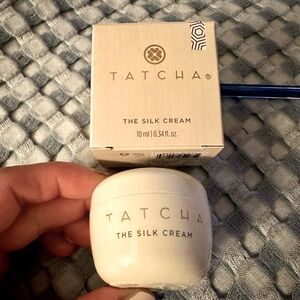 TATCHA®
THE SILK CREAM
10 ml | 0.34 fl. oz.
TATCHA
THE SILK CREAM